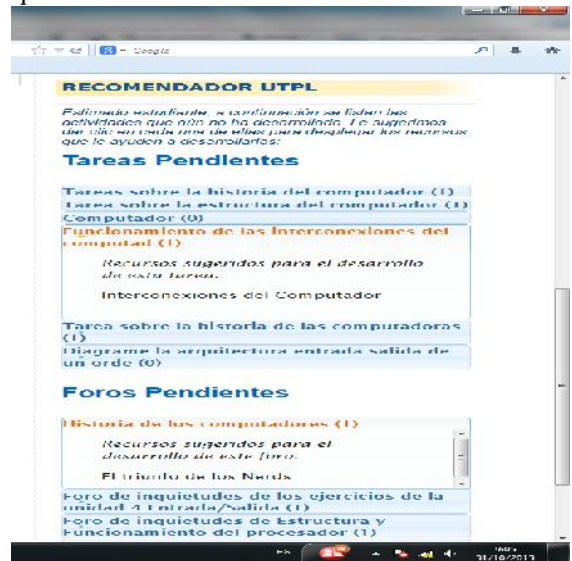 Google
RECOMENDADOR UTPL
Estimado estudiante, a continuación se listan las
actividades que aún no ha desarrollado. Le sugerimos
dar clic en cada una de ellas para desplegar los recursos
que le ayuden a desarrollarlas:
Tareas Pendientes
Tareas sobre la historia del computador (1)
Tarea sobre la estructura del computador (1)
Computador (0)
Funcionamiento de las Interconexiones del
computad (1)
Recursos sugeridos para el desarrollo
de esta tarea.
Interconexiones del Computador
Tarea sobre la historia de las computadoras
(1)
Diagrame la arquitectura entrada salida de
un orde (0)
Foros Pendientes
Historia de los computadores (1)
Recursos sugeridos para el
desarrollo de este foro.
El triunfo de los Nerds
Foro de inquietudes de los ejercicios de la
unidad 4 Entrada/Salida (1)
Foro de inquietudes de Estructura y
Funcionamiento del procesador (1)
ES
31/10/2013